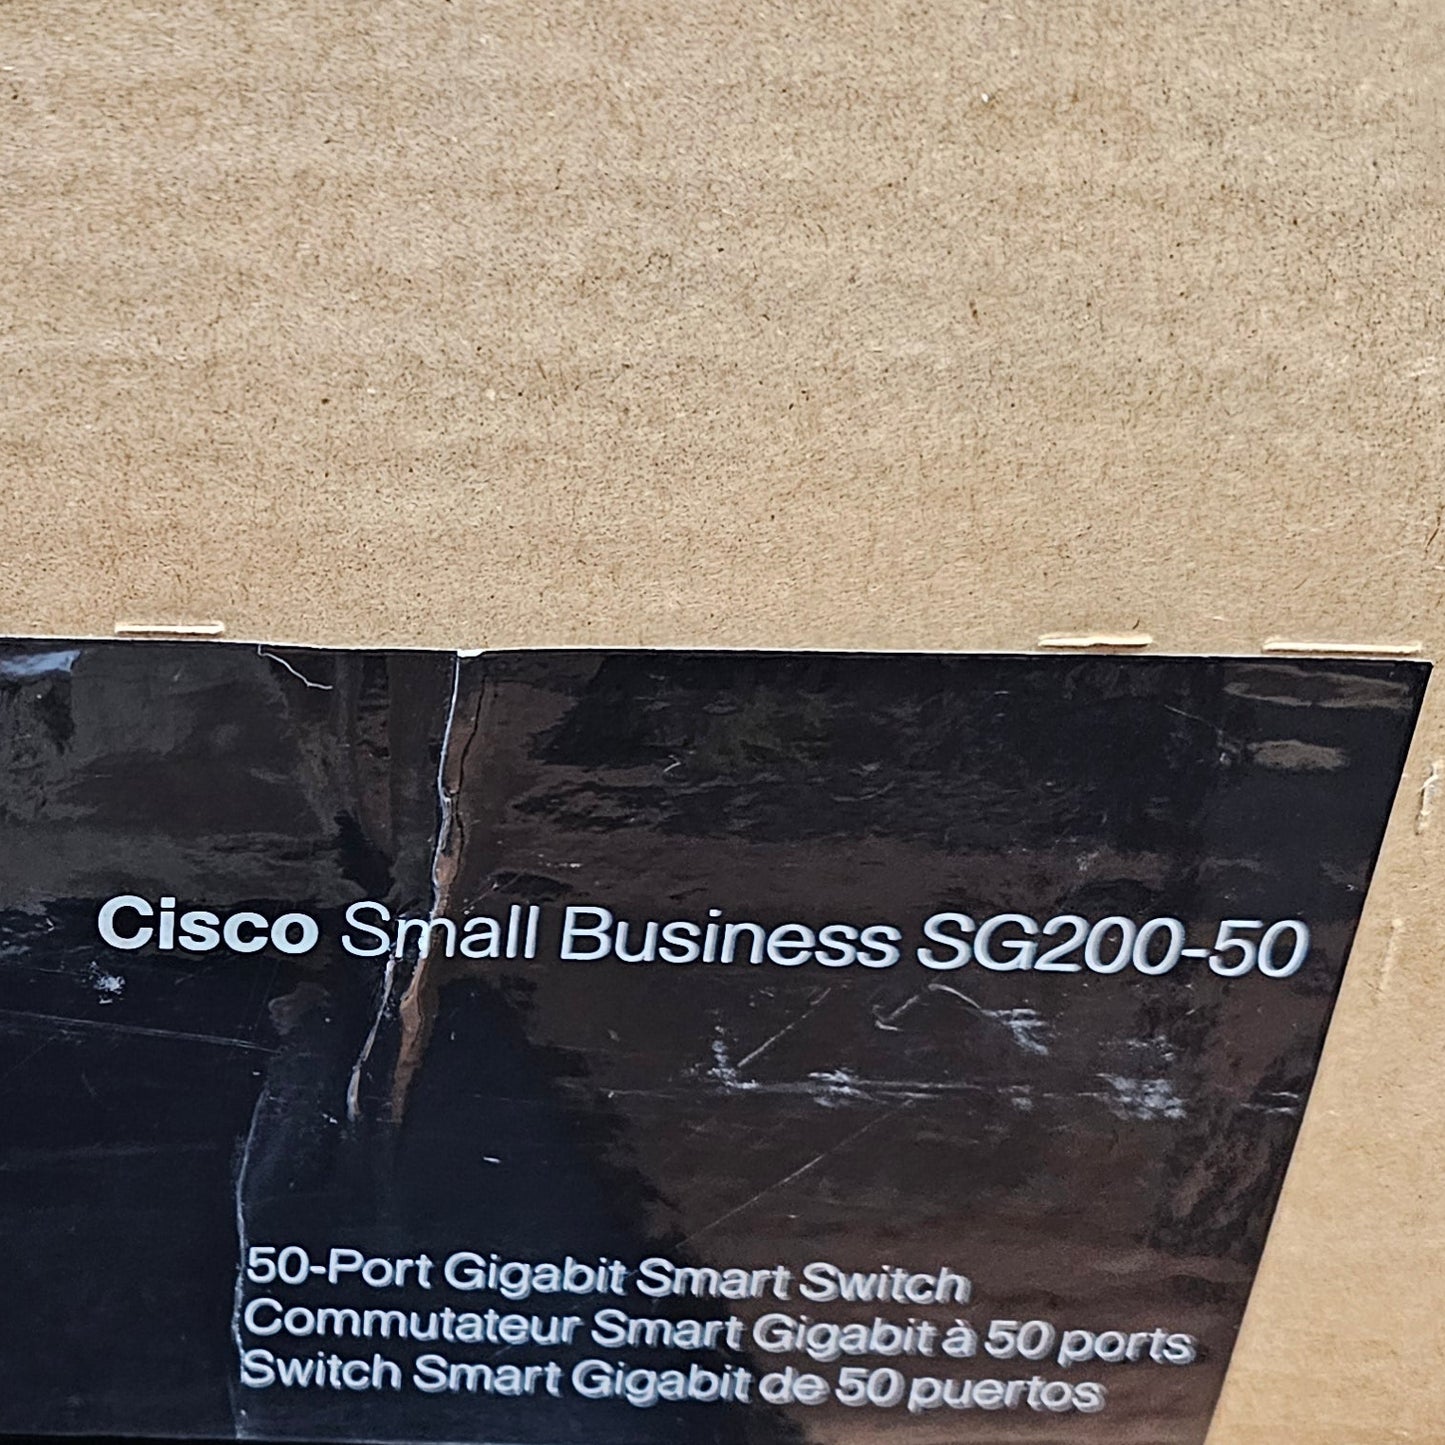 Cisco Small Business SG200-50
50-Port Gigabit Smart Switch
Commutateur Smart Gigabit à 50 ports
Switch Smart Gigabit de 50 puertos